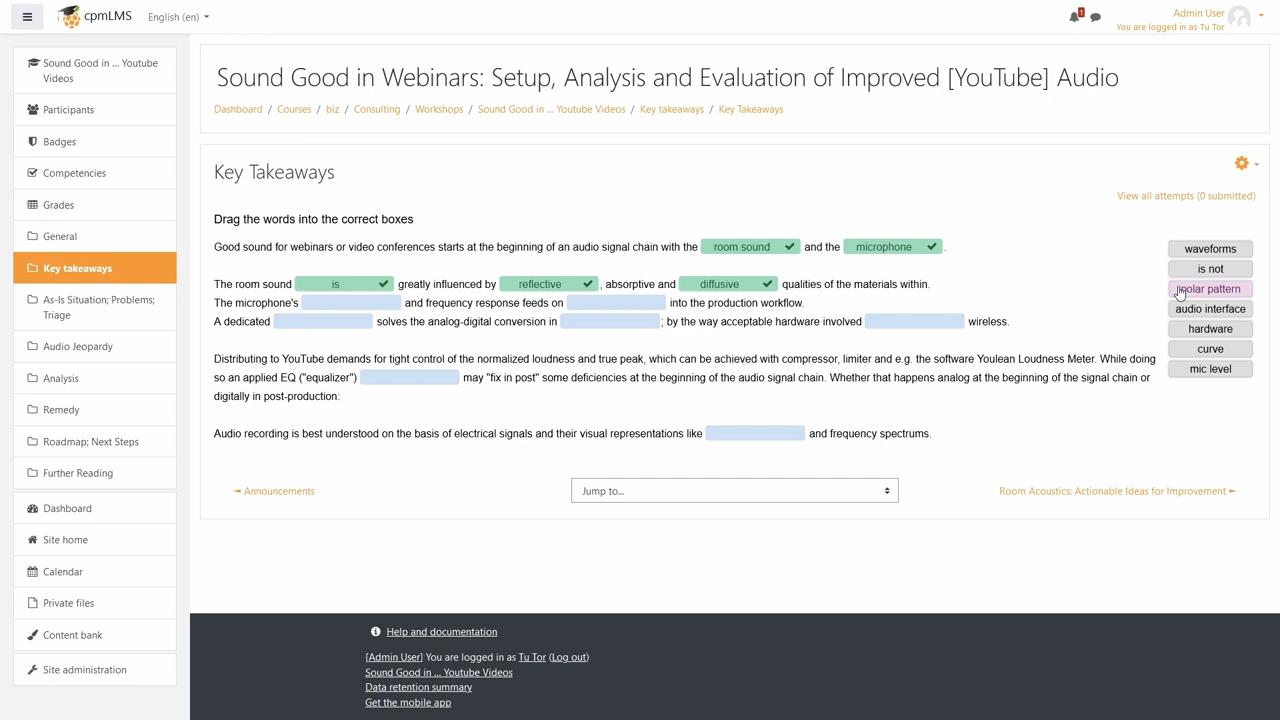 cpmLMS
English (en)
1
Admin User
You are logged in as Tu Tor
Sound Good in ... Youtube
Videos
Participants
Badges
Competencies
Grades
General
Key takeaways
As-Is Situation; Problems;
Triage
Audio Jeopardy
Analysis
Remedy
Roadmap; Next Steps
Further Reading
Dashboard
Site home
Calendar
Private files
Content bank
Site administration
Sound Good in Webinars: Setup, Analysis and Evaluation of Improved [YouTube] Audio
Dashboard / Courses / biz / Consulting / Workshops / Sound Good in ... Youtube Videos / Key takeaways / Key Takeaways
Key Takeaways
View all attempts (0 submitted)
Drag the words into the correct boxes
Good sound for webinars or video conferences starts at the beginning of an audio signal chain with the room sound ✔ and the microphone ✔ .
The room sound is ✔ greatly influenced by reflective ✔ , absorptive and diffusive ✔ qualities of the materials within.
The microphone's and frequency response feeds on into the production workflow.
A dedicated solves the analog-digital conversion in ; by the way acceptable hardware involved wireless.
Distributing to YouTube demands for tight control of the normalized loudness and true peak, which can be achieved with compressor, limiter and e.g. the software Youlean Loudness Meter. While doing
so an applied EQ ("equalizer") may "fix in post" some deficiencies at the beginning of the audio signal chain. Whether that happens analog at the beginning of the signal chain or
digitally in post-production:
Audio recording is best understood on the basis of electrical signals and their visual representations like and frequency spectrums.
waveforms
is not
polar pattern
audio interface
hardware
curve
mic level
◄ Announcements
Jump to...
Room Acoustics: Actionable Ideas for Improvement ►
Help and documentation
[Admin User] You are logged in as Tu Tor (Log out)
Sound Good in ... Youtube Videos
Data retention summary
Get the mobile app